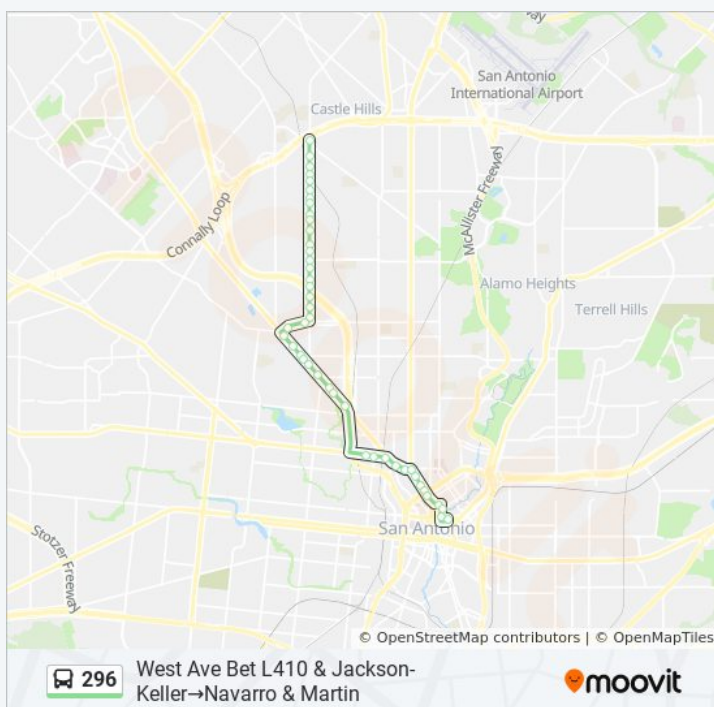 San Antonio
International Airport
Castle Hills
Connally Loop
McAllister Freeway
Alamo Heights
Terrell Hills
San Antonio
Stotzer Freeway
© OpenStreetMap contributors | © OpenMapTiles
296
West Ave Bet L410 & Jackson-
Keller→Navarro & Martin
moovit